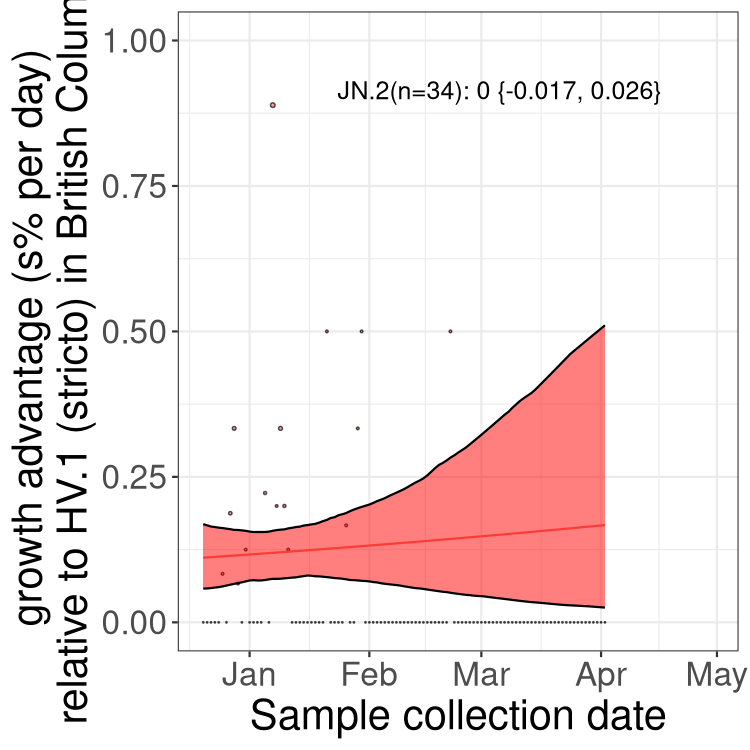 growth advantage (s% per day)
relative to HV.1 (stricto) in British Colum
1.00
0.75
0.50
0.25
0.00
JN.2(n=34): 0 {-0.017, 0.026}
Jan Feb Mar Apr May
Sample collection date